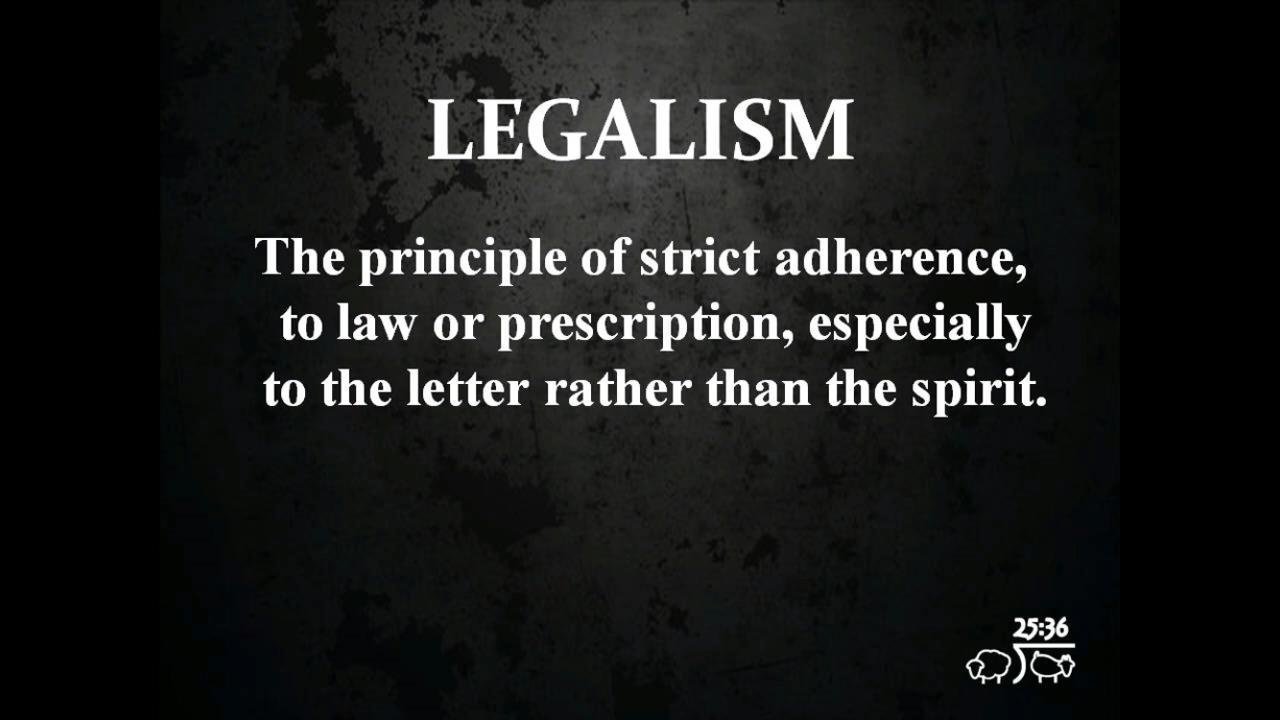 LEGALISM
The principle of strict adherence,
to law or prescription, especially
to the letter rather than the spirit.
25:36